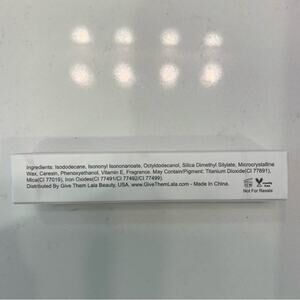 Ingredients: Isododecane, Isononyl Isononanoate, Octyldodecanol, Silica Dimethyl Silylate, Microcrystalline
Wax, Ceresin, Phenoxyethanol, Vitamin E, Fragrance. May Contain/Pigment: Titanium Dioxide(CI 77891),
Mica(CI 77019), Iron Oxides(CI 77491/CI 77492/CI 77499).
Distributed By Give Them Lala Beauty, USA. www.GiveThemLala.com - Made In China.
Not For Resale